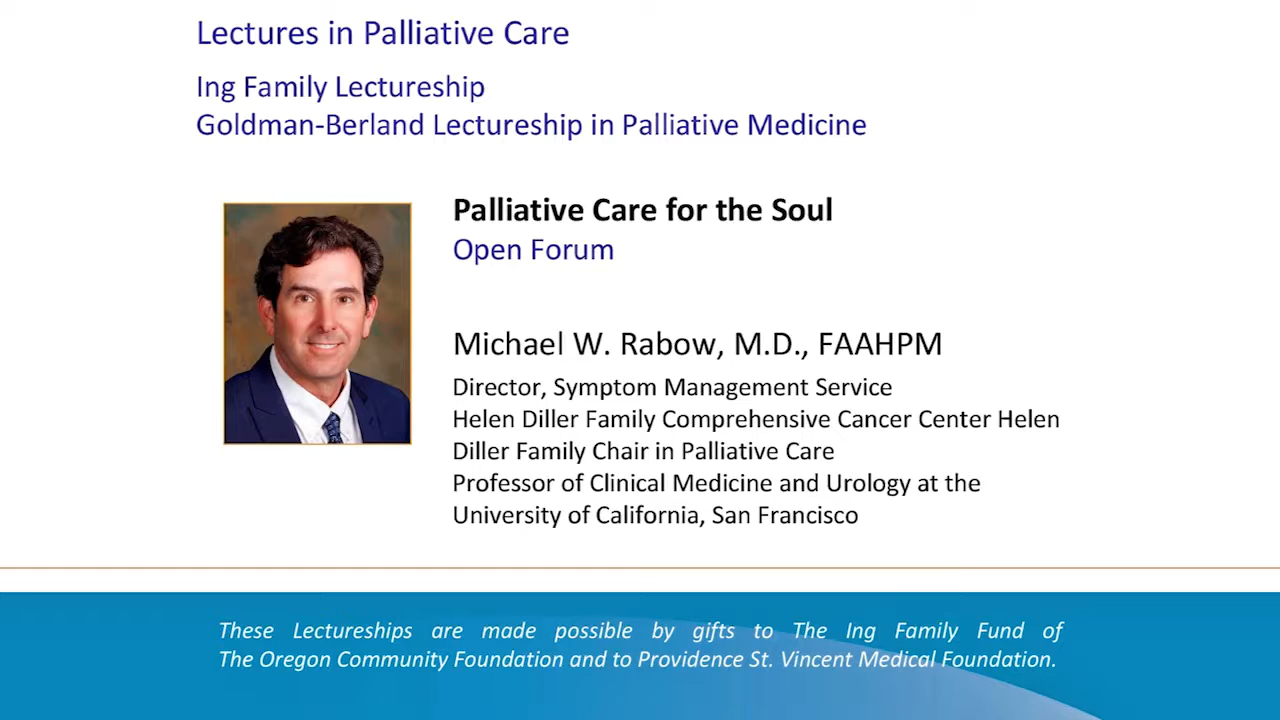 Lectures in Palliative Care
Ing Family Lectureship
Goldman-Berland Lectureship in Palliative Medicine
Palliative Care for the Soul
Open Forum
Michael W. Rabow, M.D., FAAHPM
Director, Symptom Management Service
Helen Diller Family Comprehensive Cancer Center Helen
Diller Family Chair in Palliative Care
Professor of Clinical Medicine and Urology at the
University of California, San Francisco
These Lectureships are made possible by gifts to The Ing Family Fund of
The Oregon Community Foundation and to Providence St. Vincent Medical Foundation.